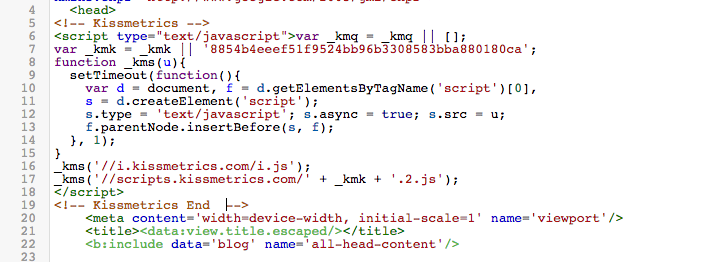 4 <head>
5 <!-- Kissmetrics -->
6 <script type="text/javascript">var _kmq = _kmq || [];
7 var _kmk = _kmk || '8854b4eeef51f9524bb96b3308583bba880180ca';
8 function _kms(u){
9 setTimeout(function(){
10 var d = document, f = d.getElementsByTagName('script')[0],
11 s = d.createElement('script');
12 s.type = 'text/javascript'; s.async = true; s.src = u;
13 f.parentNode.insertBefore(s, f);
14 }, 1);
15 }
16 _kms('//i.kissmetrics.com/i.js');
17 _kms('//scripts.kissmetrics.com/' + _kmk + '.2.js');
18 </script>
19 <!-- Kissmetrics End -->
20 <meta content='width=device-width, initial-scale=1' name='viewport'/>
21 <title><data:view.title.escaped/></title>
22 <b:include data='blog' name='all-head-content'/>
23